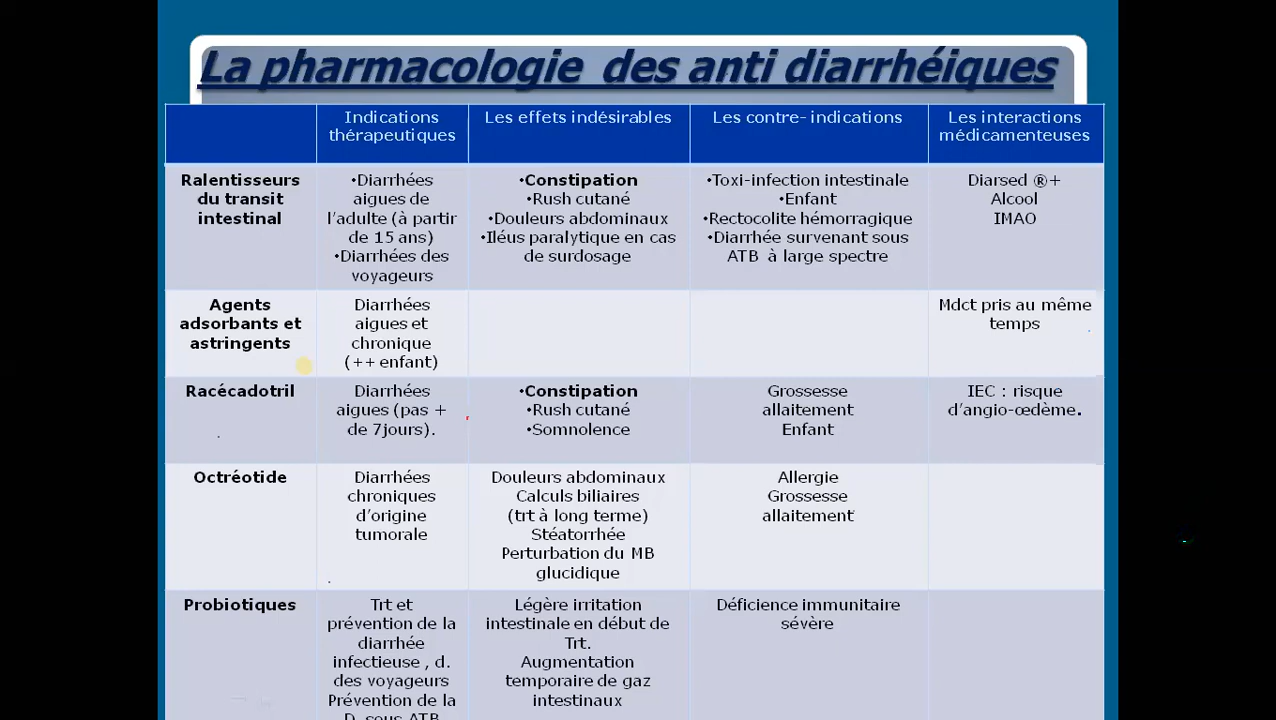 La pharmacologie des anti diarrhéiques
Indications
thérapeutiques
Les effets indésirables
Les contre- indications
Les interactions
médicamenteuses
Ralentisseurs
du transit
intestinal
•Diarrhées
aigues de
l’adulte (à partir
de 15 ans)
•Diarrhées des
voyageurs
•Constipation
•Rush cutané
•Douleurs abdominaux
•Iléus paralytique en cas
de surdosage
•Toxi-infection intestinale
•Enfant
•Rectocolite hémorragique
•Diarrhée survenant sous
ATB à large spectre
Diarsed ®+
Alcool
IMAO
Agents
adsorbants et
astringents
Diarrhées
aigues et
chronique
(++ enfant)
Mdct pris au même
temps
Racécadotril
Diarrhées
aigues (pas +
de 7jours).
•Constipation
•Rush cutané
•Somnolence
Grossesse
allaitement
Enfant
IEC : risque
d’angio-œdème.
Octréotide
Diarrhées
chroniques
d’origine
tumorale
Douleurs abdominaux
Calculs biliaires
(trt à long terme)
Stéatorrhée
Perturbation du MB
glucidique
Allergie
Grossesse
allaitement
Probiotiques
Trt et
prévention de la
diarrhée
infectieuse , d.
des voyageurs
Prévention de la
D. sous ATB
Légère irritation
intestinale en début de
Trt.
Augmentation
temporaire de gaz
intestinaux
Déficience immunitaire
sévère